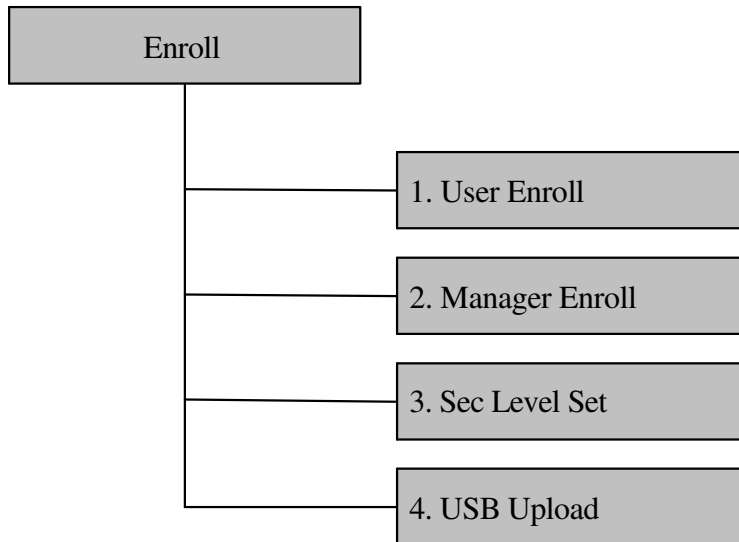 Enroll
1. User Enroll
2. Manager Enroll
3. Sec Level Set
4. USB Upload